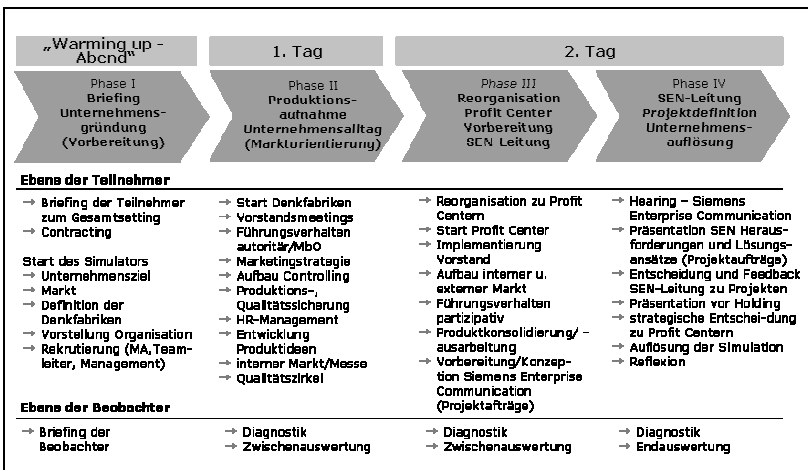 „Warming up -
Abend“
1. Tag
2. Tag
Phase I
Briefing
Unternehmens-
gründung
(Vorbereitung)
Phase II
Produktions-
aufnahme
Unternehmensalltag
(Marktorientierung)
Phase III
Reorganisation
Profit Center
Vorbereitung
SEN Leitung
Phase IV
SEN-Leitung
Projektdefinition
Unternehmens-
auflösung
Ebene der Teilnehmer
→ Briefing der Teilnehmer
zum Gesamtsetting
→ Contracting
Start des Simulators
→ Unternehmensziel
→ Markt
→ Definition der
Denkfabriken
→ Vorstellung Organisation
→ Rekrutierung (MA, Team-
leiter, Management)
→ Start Denkfabriken
→ Vorstandsmeetings
→ Führungsverhalten
autoritär/MbO
→ Marketingstrategie
→ Aufbau Controlling
→ Produktions-,
Qualitätssicherung
→ HR-Management
→ Entwicklung
Produktideen
→ interner Markt/Messe
→ Qualitätszirkel
→ Reorganisation zu Profit
Centern
→ Start Profit Center
→ Implementierung
Vorstand
→ Aufbau interner u.
externer Markt
→ Führungsverhalten
partizipativ
→ Produktkonsolidierung/ -
ausarbeitung
→ Vorbereitung/Konzep-
tion Siemens Enterprise
Communication
(Projektafträge)
→ Hearing – Siemens
Enterprise Communication
→ Präsentation SEN Heraus-
forderungen und Lösungs-
ansätze (Projektaufträge)
→ Entscheidung und Feedback
SEN-Leitung zu Projekten
→ Präsentation vor Holding
→ strategische Entschei-dung
zu Profit Centern
→ Auflösung der Simulation
→ Reflexion
Ebene der Beobachter
→ Briefing der
Beobachter
→ Diagnostik
→ Zwischenauswertung
→ Diagnostik
→ Zwischenauswertung
→ Diagnostik
→ Endauswertung